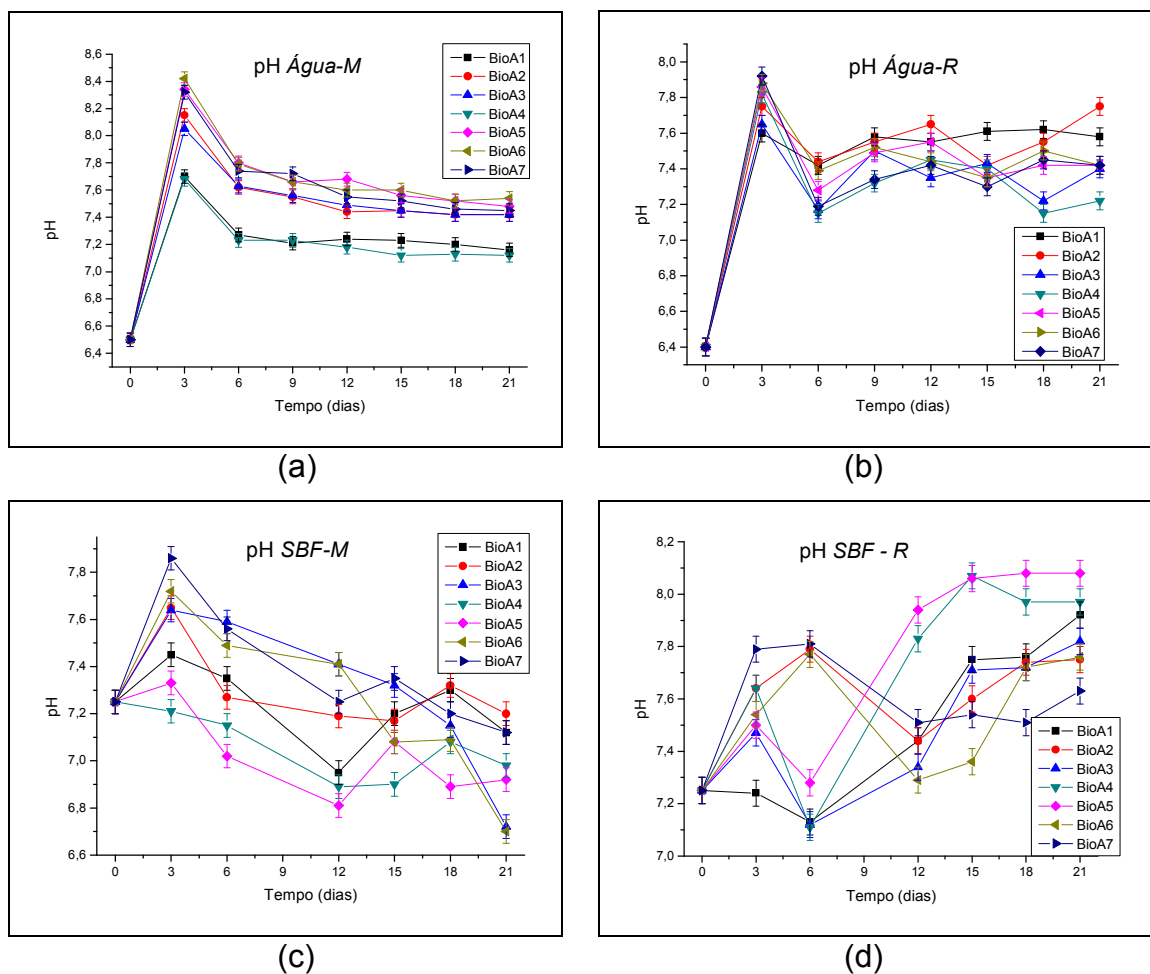 pH Água-M
BioA1
BioA2
BioA3
BioA4
BioA5
BioA6
BioA7
8,6
8,4
8,2
8,0
7,8
7,6
7,4
7,2
7,0
6,6
6,4
pH
0 3 6 9 12 15 18 21
Tempo (dias)
(a)
pH Água-R
8,0
7,8
7,6
7,4
7,2
7,0
6,4
pH
BioA1
BioA2
BioA3
BioA4
BioA5
BioA6
BioA7
0 3 6 9 12 15 18 21
Tempo (dias)
(b)
pH SBF-M
BioA1
BioA2
BioA3
BioA4
BioA5
BioA6
BioA7
7,8
7,6
7,4
7,2
7,0
6,8
6,6
pH
0 3 6 9 12 15 18 21
Tempo (dias)
(c)
pH SBF - R
8,2
8,0
7,8
7,6
7,4
7,2
7,0
pH
BioA1
BioA2
BioA3
BioA4
BioA5
BioA6
BioA7
0 3 6 9 12 15 18 21
Tempo (dias)
(d)